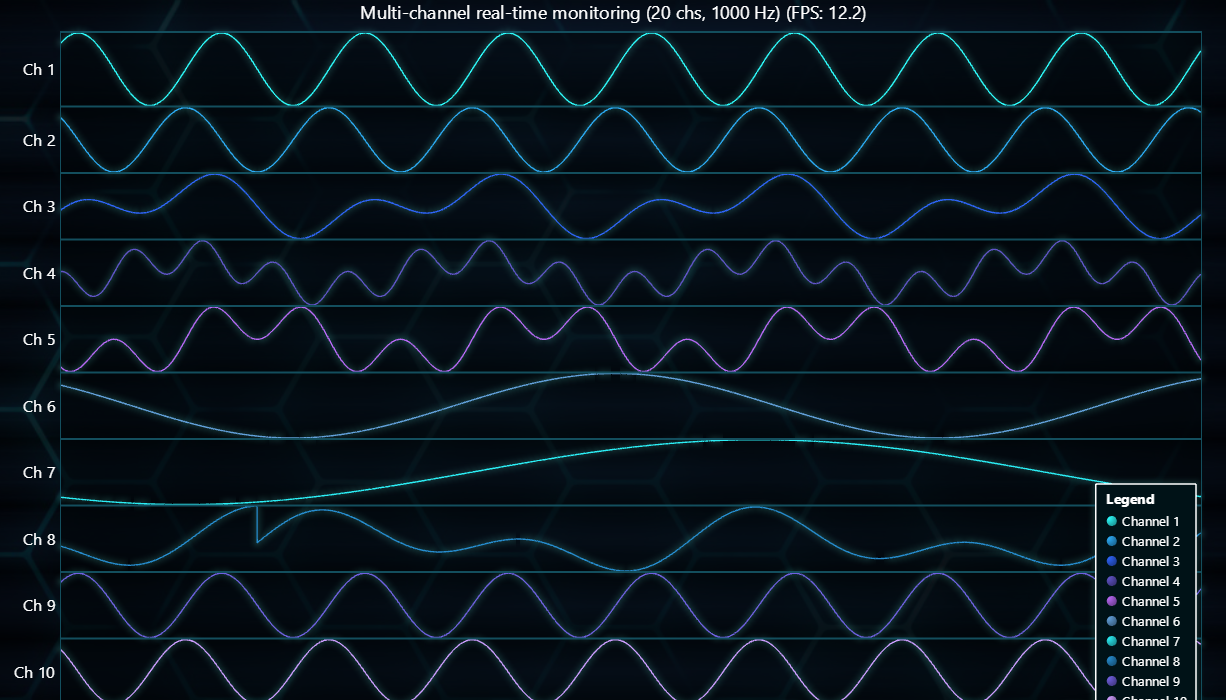 Multi-channel real-time monitoring (20 chs, 1000 Hz) (FPS: 12.2)
Ch 1
Ch 2
Ch 3
Ch 4
Ch 5
Ch 6
Ch 7
Ch 8
Ch 9
Ch 10
Legend
Channel 1
Channel 2
Channel 3
Channel 4
Channel 5
Channel 6
Channel 7
Channel 8
Channel 9
Channel 10